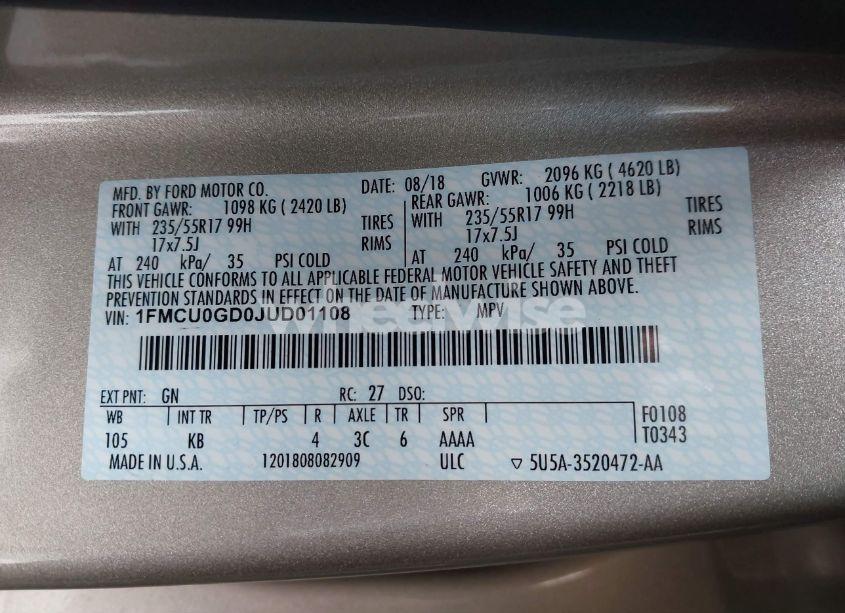 MFD. BY FORD MOTOR CO. DATE: 08/18 GVWR: 2096 KG ( 4620 LB)
FRONT GAWR: 1098 KG ( 2420 LB) REAR GAWR: 1006 KG ( 2218 LB)
WITH 235/55R17 99H TIRES WITH 235/55R17 99H TIRES
17x7.5J RIMS 17x7.5J RIMS
AT 240 kPa/ 35 PSI COLD AT 240 kPa/ 35 PSI COLD
THIS VEHICLE CONFORMS TO ALL APPLICABLE FEDERAL MOTOR VEHICLE SAFETY AND THEFT
PREVENTION STANDARDS IN EFFECT ON THE DATE OF MANUFACTURE SHOWN ABOVE.
VIN: 1FMCU0GD0JUD01108 TYPE: MPV
wheelwise
EXT PNT: GN RC: 27 DSO:
WB INT TR TP/PS R AXLE TR SPR F0108
105 KB 4 3C 6 AAAA T0343
MADE IN U.S.A. 1201808082909 ULC ▽ 5U5A-3520472-AA